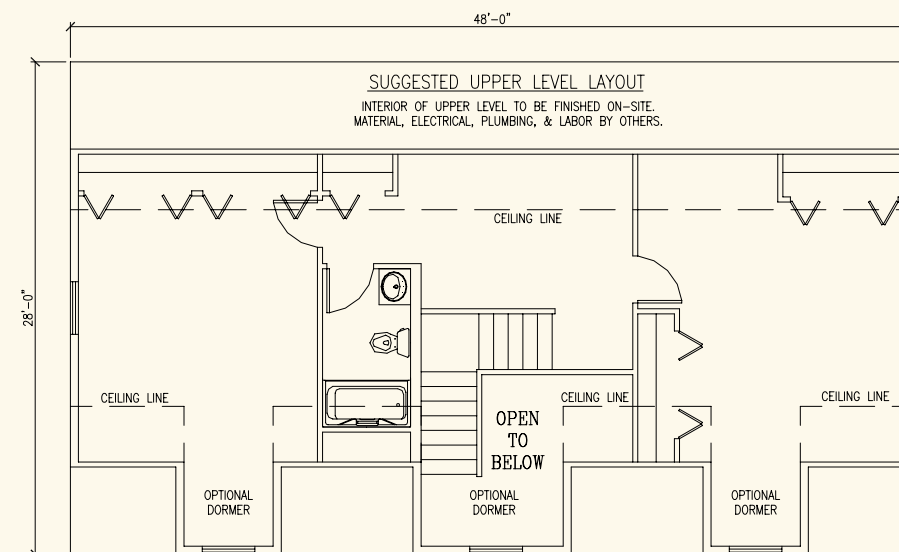 48'-0"
SUGGESTED UPPER LEVEL LAYOUT
INTERIOR OF UPPER LEVEL TO BE FINISHED ON-SITE.
MATERIAL, ELECTRICAL, PLUMBING, & LABOR BY OTHERS.
CEILING LINE
28'-0"
CEILING LINE
CEILING LINE
CEILING LINE
OPEN
TO
BELOW
OPTIONAL
DORMER
OPTIONAL
DORMER
OPTIONAL
DORMER